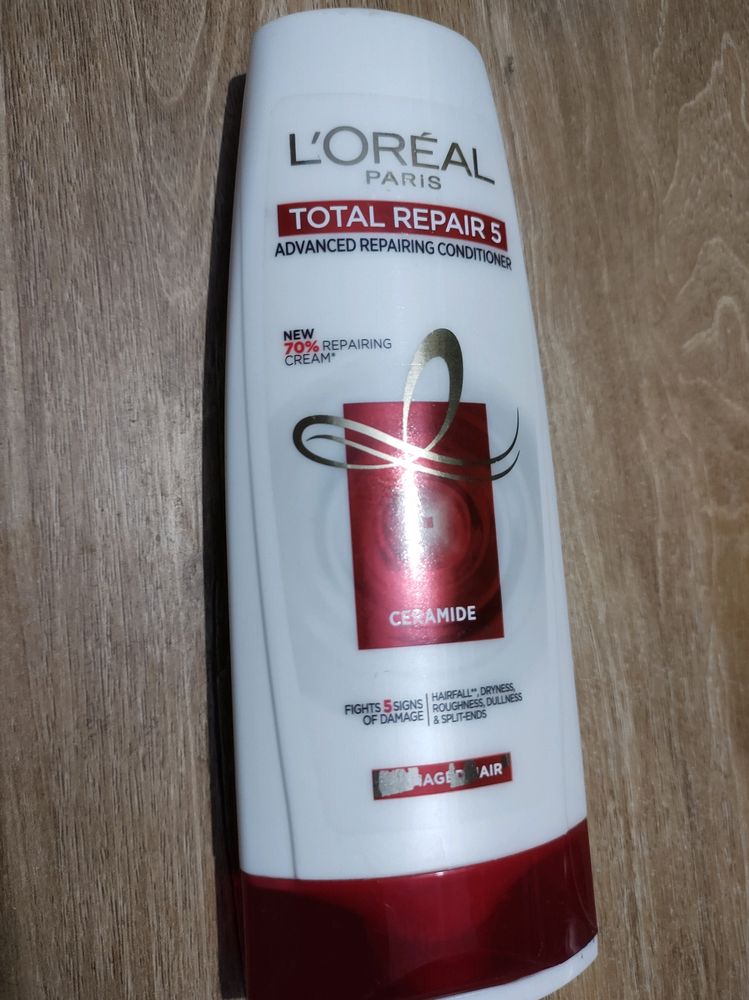 L'ORÉAL
PARIS
TOTAL REPAIR 5
ADVANCED REPAIRING CONDITIONER
NEW
70% REPAIRING
CREAM*
CERAMIDE
FIGHTS 5 SIGNS
OF DAMAGE
HAIRFALL**, DRYNESS,
ROUGHNESS, DULLNESS
& SPLIT-ENDS